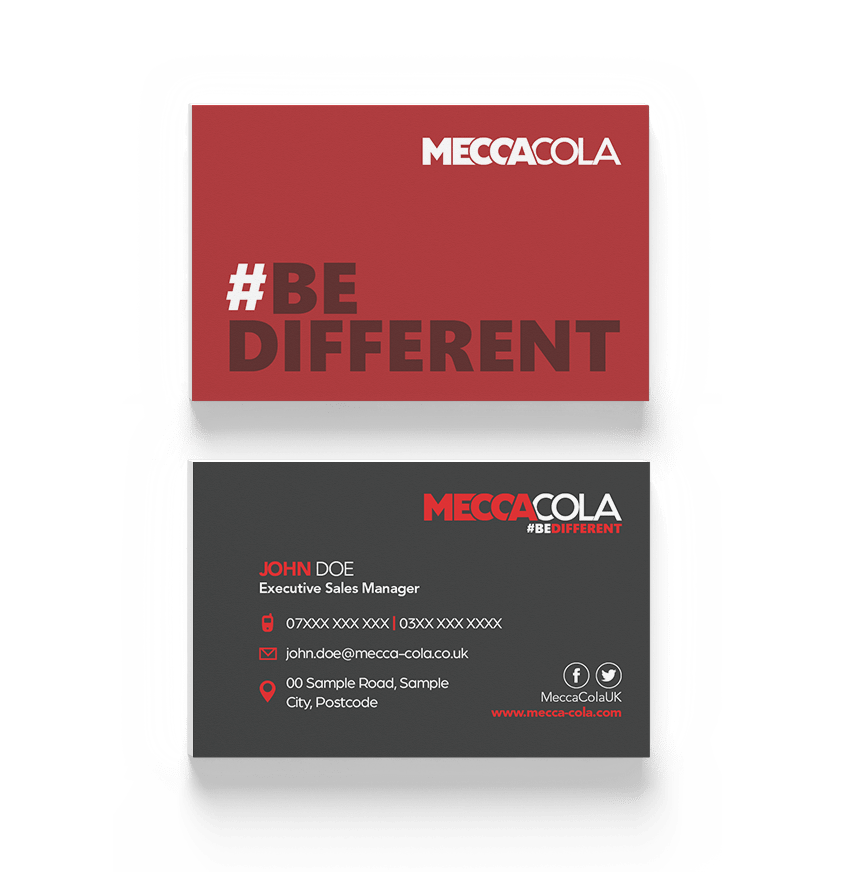 MECCACOLA
#BE
DIFFERENT
MECCACOLA
#BEDIFFERENT
JOHN DOE
Executive Sales Manager
07XXX XXX XXX | 03XX XXX XXXX
john.doe@mecca-cola.co.uk
00 Sample Road, Sample
City, Postcode
MeccaColaUK
www.mecca-cola.com